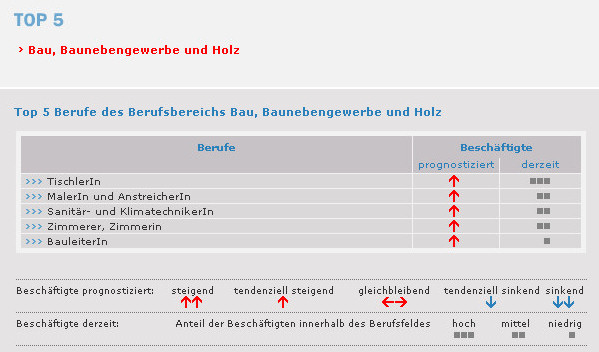 TOP 5
› Bau, Baunebengewerbe und Holz
Top 5 Berufe des Berufsbereichs Bau, Baunebengewerbe und Holz
Berufe Beschäftigte
prognostiziert derzeit
>>> TischlerIn
>>> MalerIn und AnstreicherIn
>>> Sanitär- und KlimatechnikerIn
>>> Zimmerer, Zimmerin
>>> BauleiterIn
Beschäftigte prognostiziert: steigend tendenziell steigend gleichbleibend tendenziell sinkend sinkend
Beschäftigte derzeit: Anteil der Beschäftigten innerhalb des Berufsfeldes hoch mittel niedrig